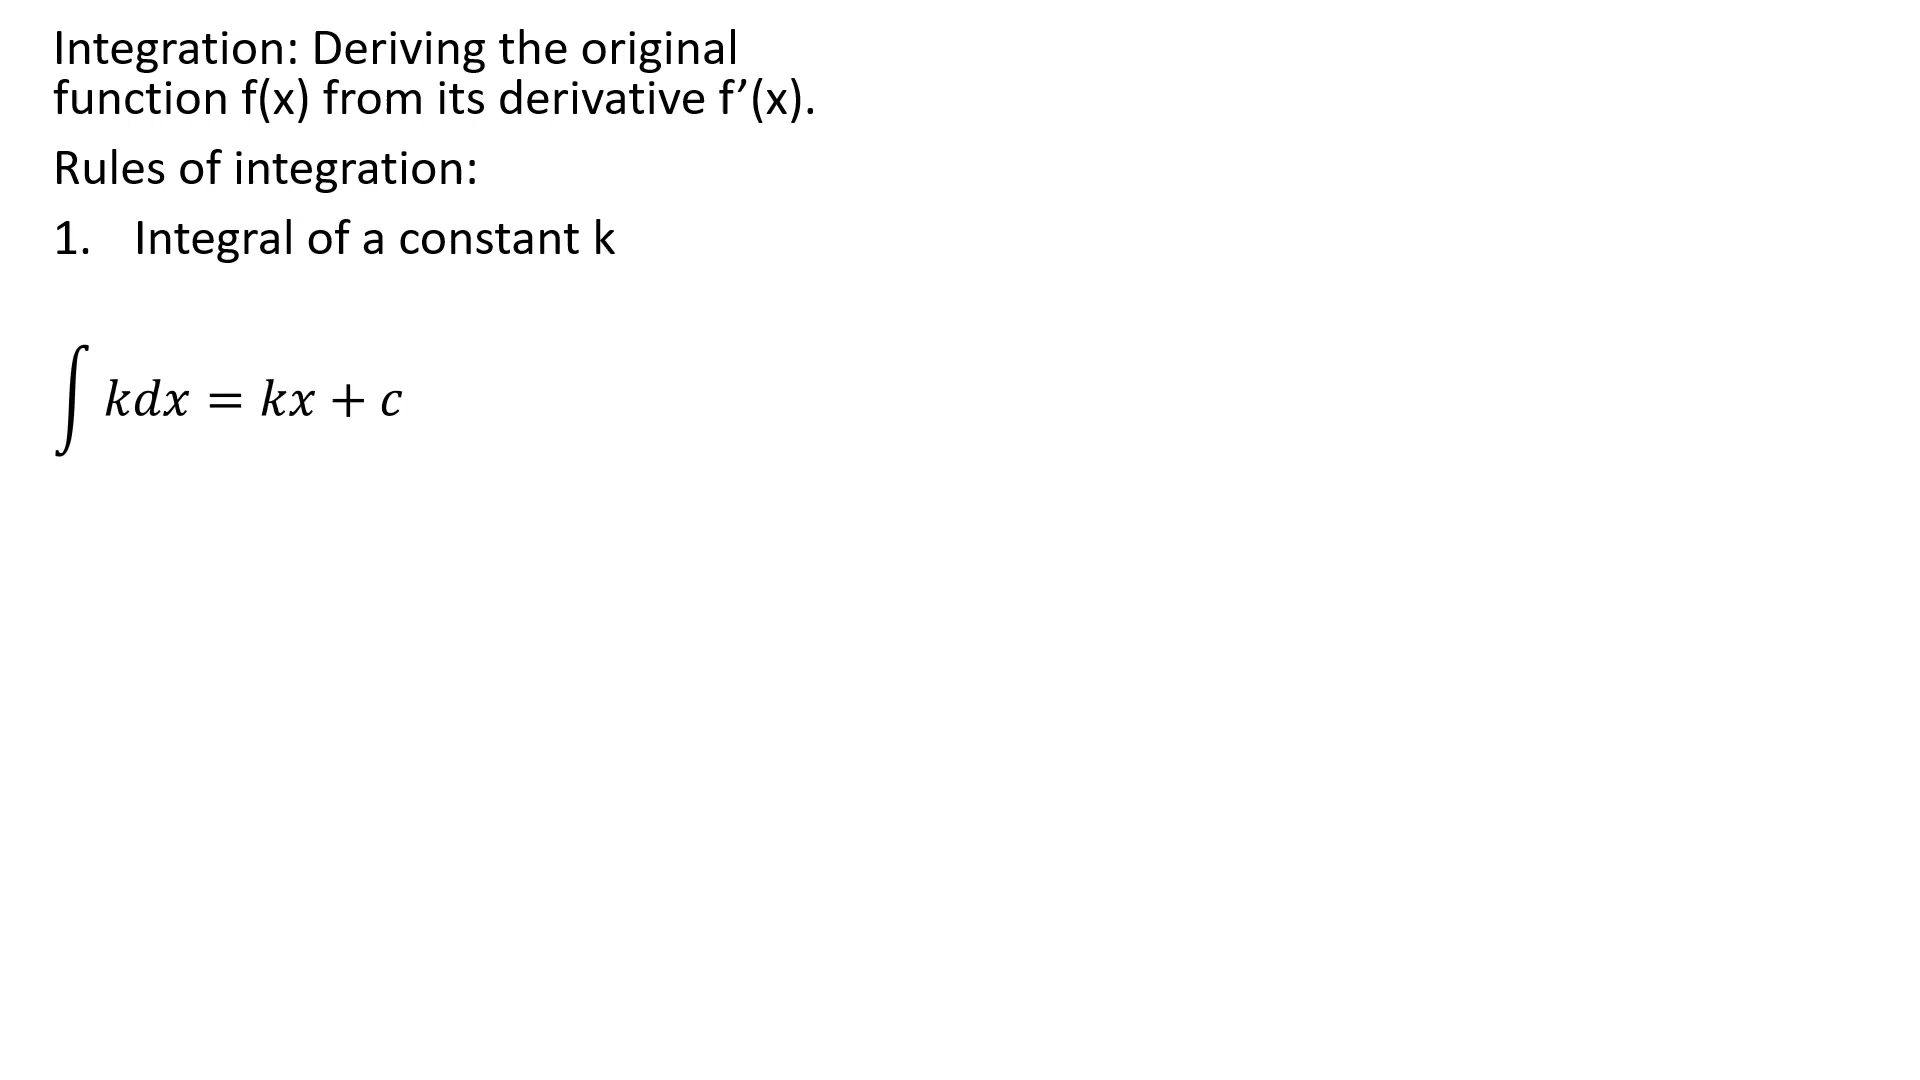 Integration: Deriving the original
function f(x) from its derivative f’(x).
Rules of integration:
1. Integral of a constant k
∫ kdx = kx + c